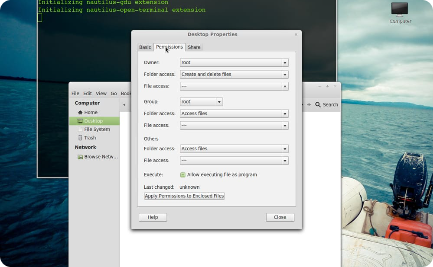 Initializing nautilus-gdu extension
Initializing nautilus-open-terminal extension
Computer
Desktop Properties
Basic Permissions Share
Owner: root
Folder access: Create and delete files
File access: ---
Group root
Folder access: Access files
File access: ---
Others
Folder access: Access files
File access: ---
Execute: Allow executing file as program
Last changed: unknown
Apply Permissions to Enclosed Files
Help Close
File Edit View Go
Search
Computer
Home
Desktop
File System
Trash
Network
Browse Netw...